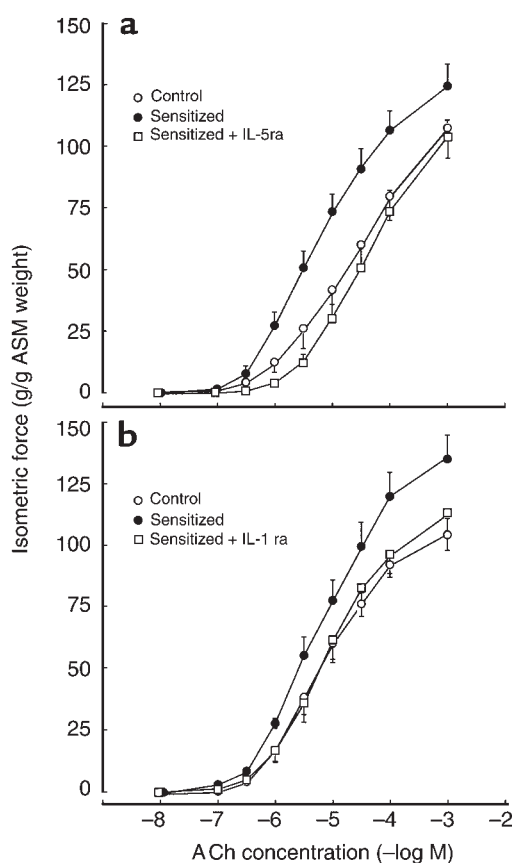 a
150
125
100
75
50
25
0
Control
Sensitized
Sensitized + IL-5ra
Isometric force (g/g ASM weight)
b
150
125
100
75
50
25
0
Control
Sensitized
Sensitized + IL-1 ra
−8 −7 −6 −5 −4 −3 −2
ACh concentration (–log M)